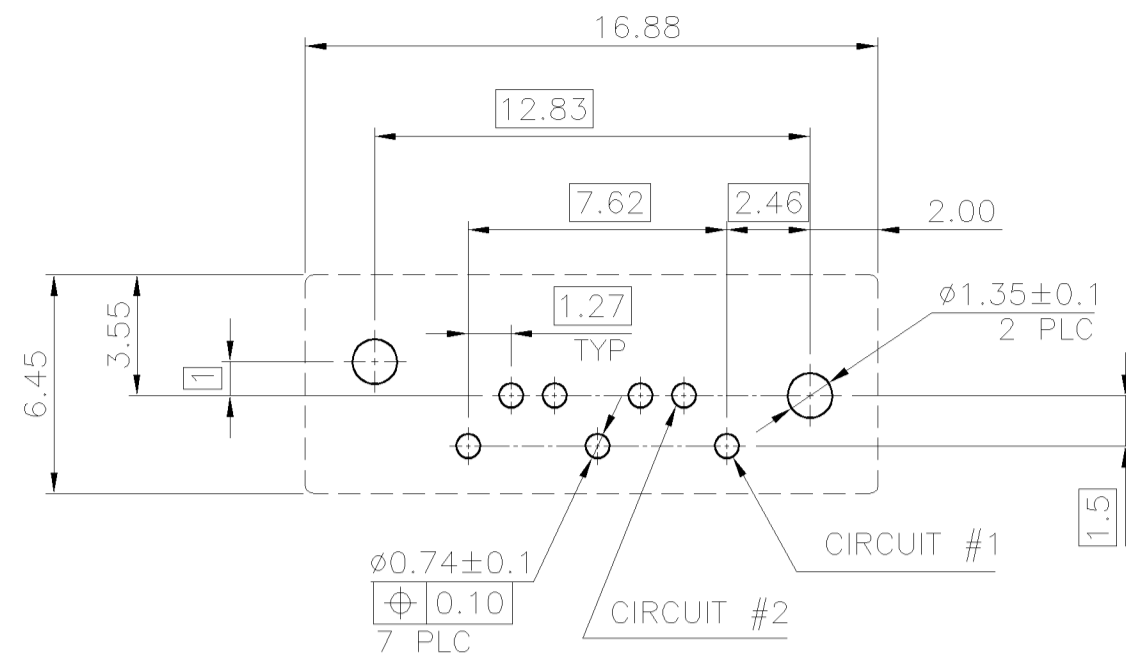 16.88
12.83
7.62
2.46
2.00
1.27
TYP
ø1.35±0.1
2 PLC
3.55
1
6.45
1.5
CIRCUIT #1
ø0.74±0.1
⌖ 0.10
7 PLC
CIRCUIT #2